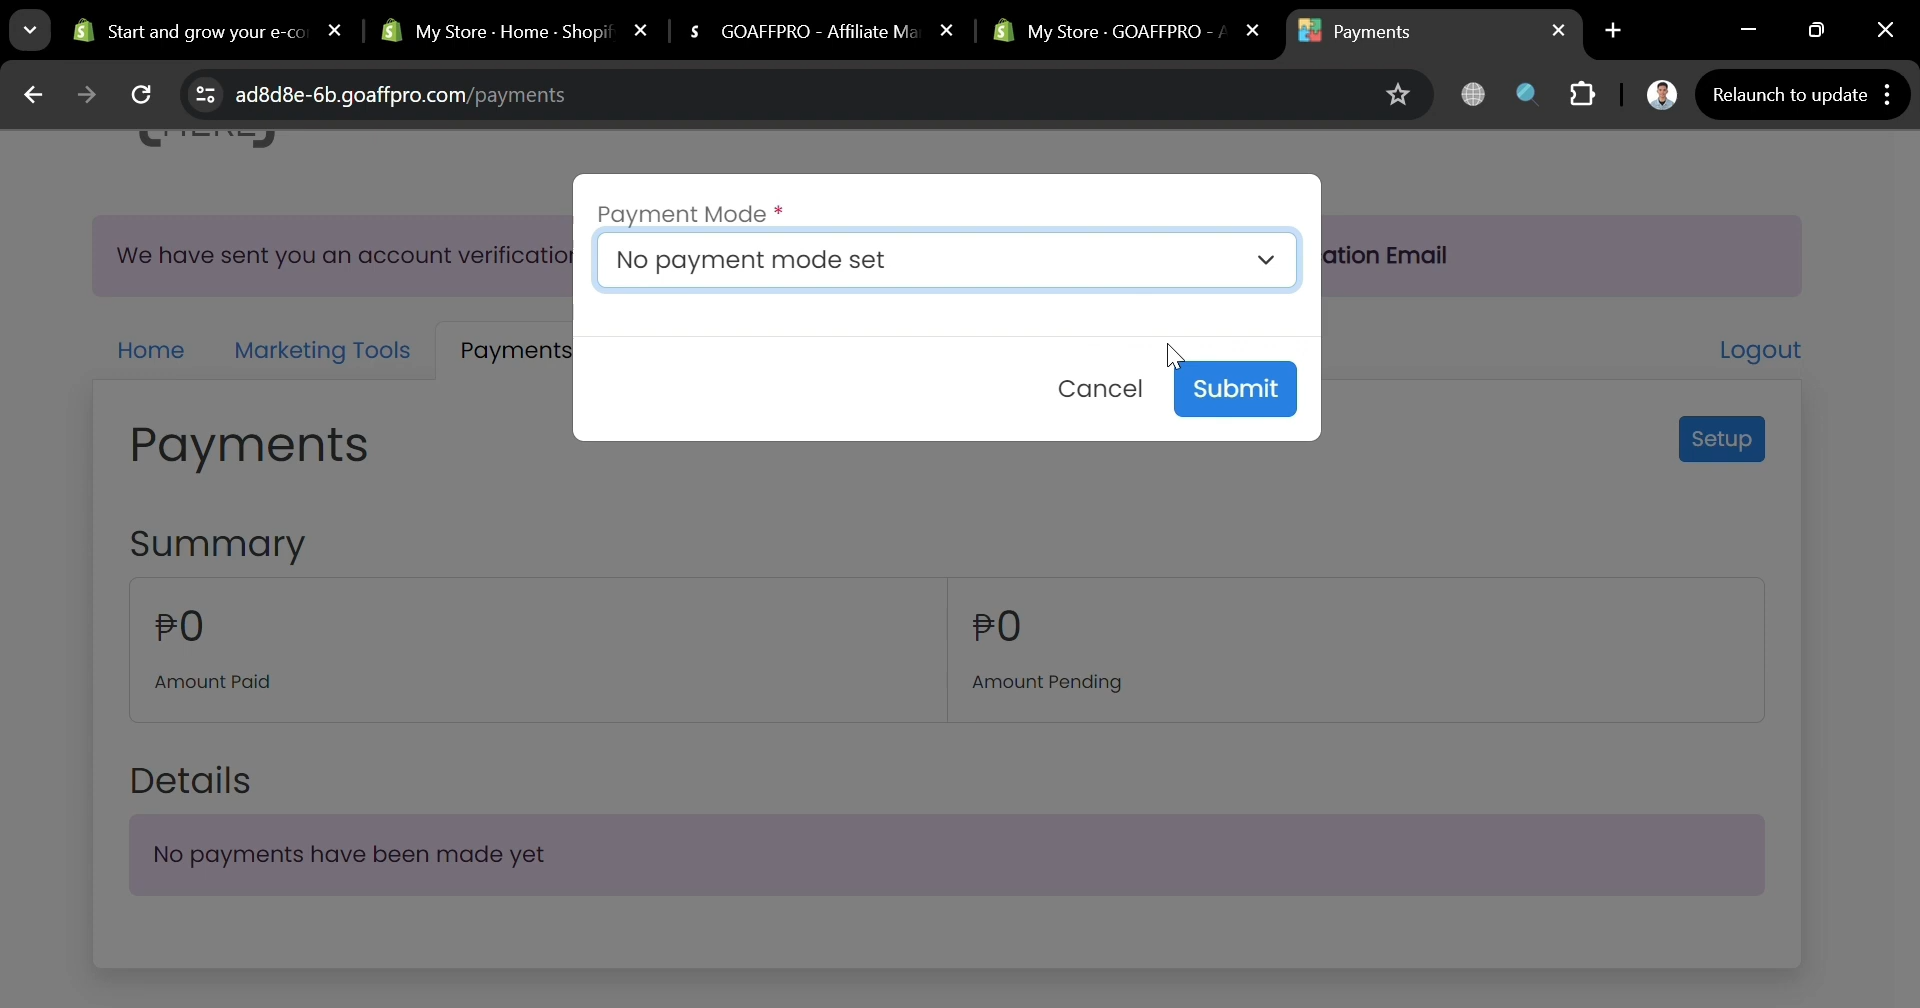 Start and grow your e-co
My Store · Home · Shopif
GOAFFPRO - Affiliate Ma
My Store · GOAFFPRO - A
Payments
ad8d8e-6b.goaffpro.com/payments
Relaunch to update
Payment Mode *
No payment mode set
We have sent you an account verification
ation Email
Home
Marketing Tools
Payments
Logout
Cancel
Submit
Payments
Setup
Summary
₱0
₱0
Amount Paid
Amount Pending
Details
No payments have been made yet